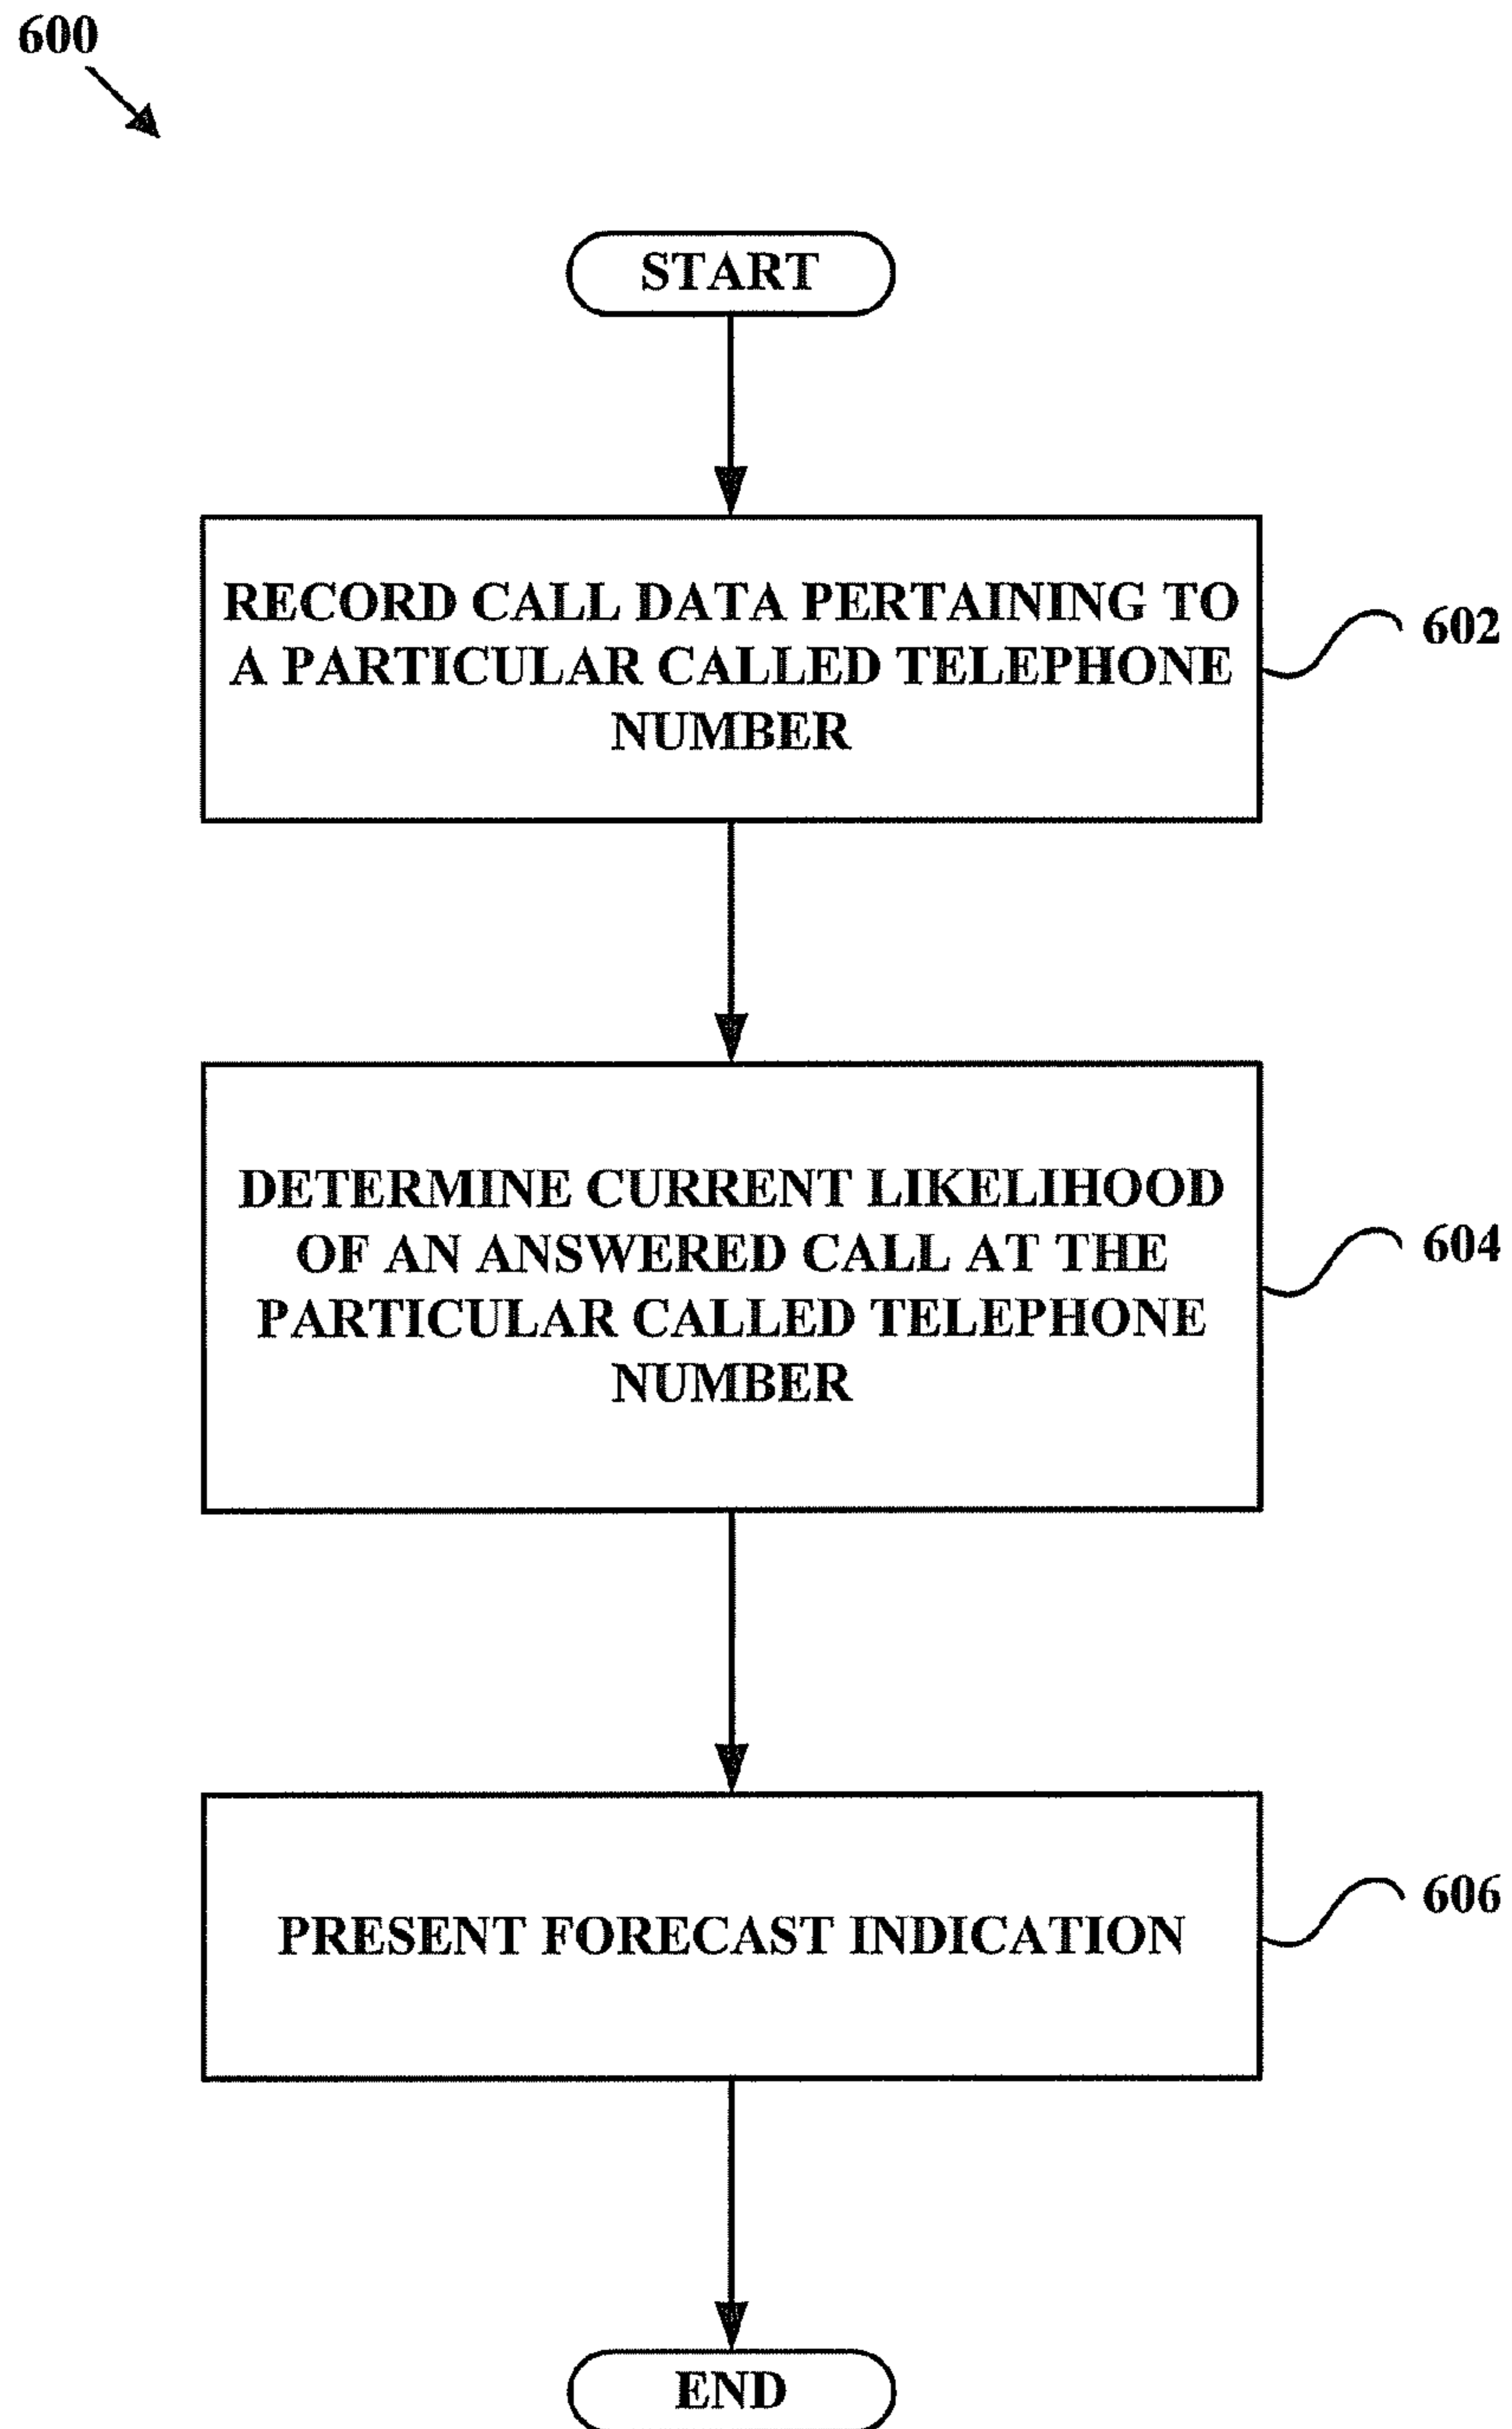 600
START
RECORD CALL DATA PERTAINING TO
A PARTICULAR CALLED TELEPHONE
NUMBER
602
DETERMINE CURRENT LIKELIHOOD
OF AN ANSWERED CALL AT THE
PARTICULAR CALLED TELEPHONE
NUMBER
604
PRESENT FORECAST INDICATION
606
END